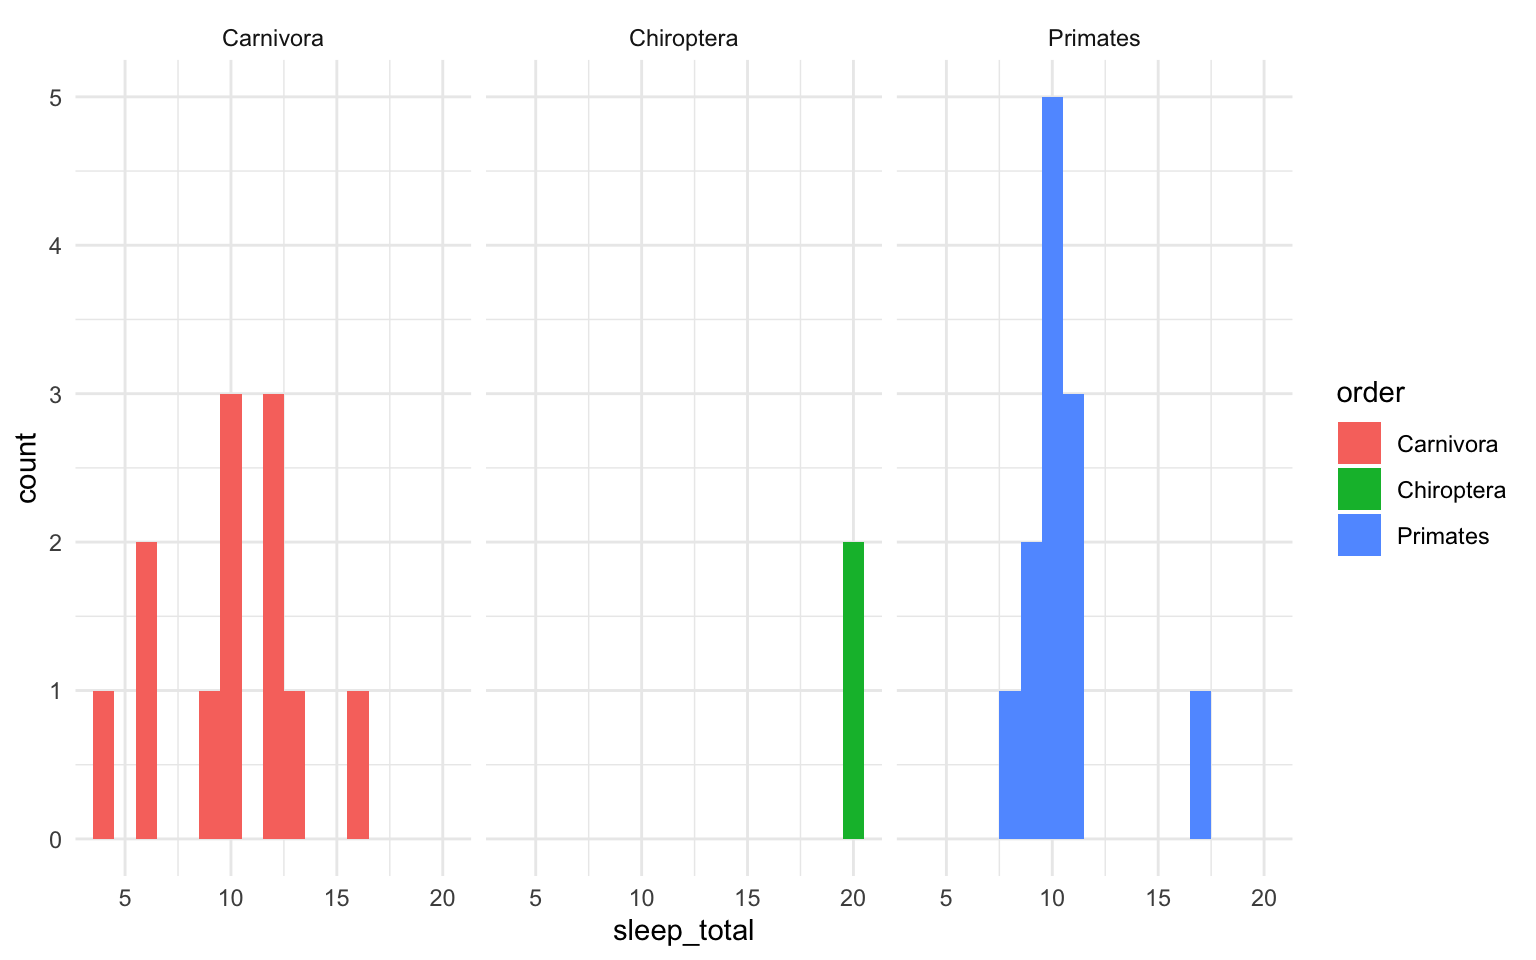 Carnivora Chiroptera Primates
5
4
3
2
1
0
count
5 10 15 20 5 10 15 20 5 10 15 20
sleep_total
order
Carnivora
Chiroptera
Primates